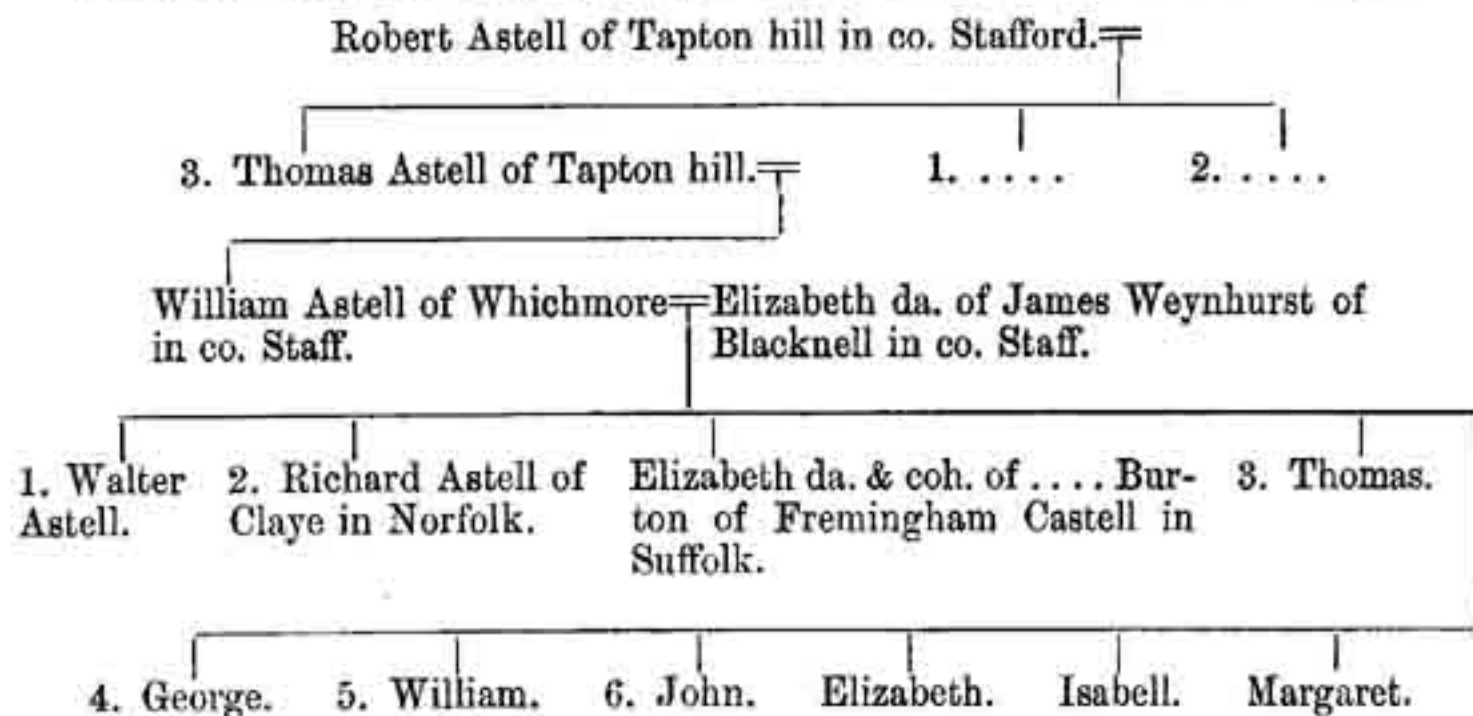 Robert Astell of Tapton hill in co. Stafford.
3. Thomas Astell of Tapton hill. 1. . . . . 2. . . . .
William Astell of Whichmore
in co. Staff.
Elizabeth da. of James Weynhurst of
Blacknell in co. Staff.
1. Walter
Astell.
2. Richard Astell of
Claye in Norfolk.
Elizabeth da. & coh. of . . . . Bur-
ton of Fremingham Castell in
Suffolk.
3. Thomas.
4. George. 5. William. 6. John. Elizabeth. Isabell. Margaret.